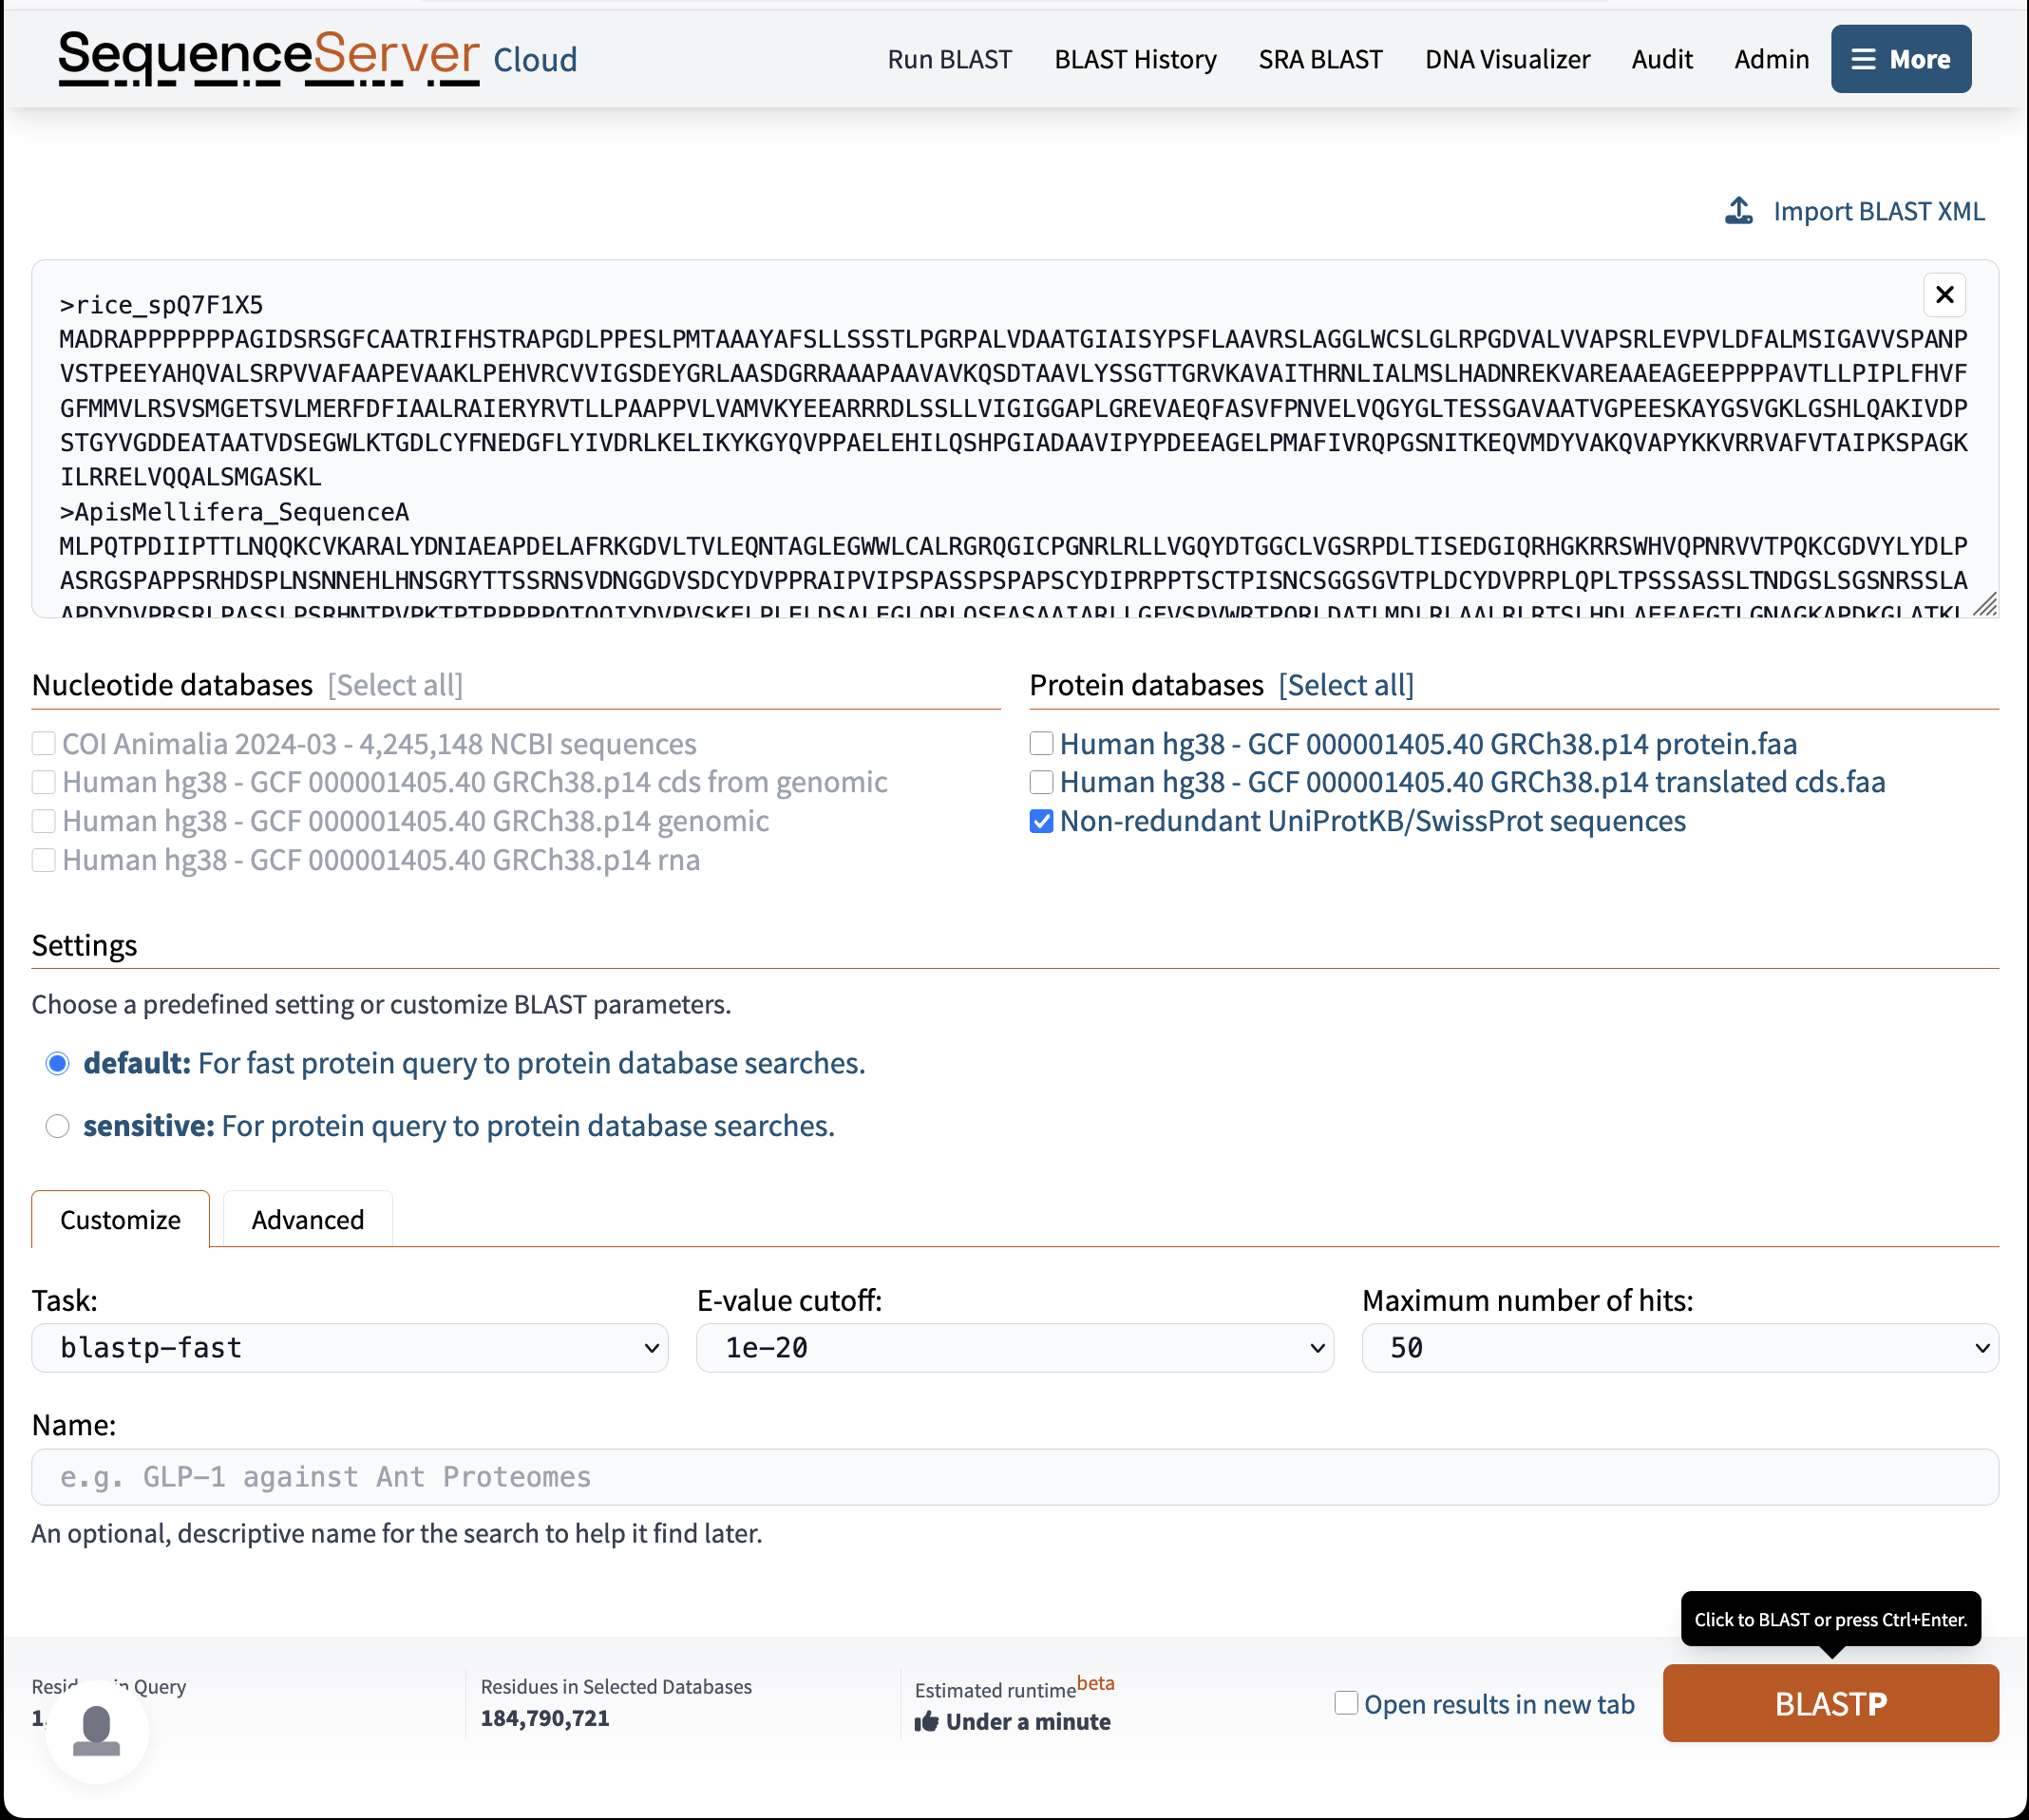 SequenceServer Cloud
Run BLAST BLAST History SRA BLAST DNA Visualizer Audit Admin More
Import BLAST XML
>rice_spQ7F1X5
MADRAPPPPPPPAGIDSRSGFCAATRIFHSTRAPGDLPPESLPMTAAAYAFSLLSSSTLPGRPALVDAATGIAISYPSFLAAVRSLAGGLWCSLGLRPGDVALVVAPSRLEVPVLDFALMSIGAVVSPANP
VSTPEEYAHQVALSRPVVAFAAPEVAAKLPEHVRCVVIGSDEYGRLAASDGRRAAAPAAVAVKQSDTAAVLYSSGTTGRVKAVAITHRNLIALMSLHADNREKVAREAAEAGEEPPPPAVTLLPIPLFHVF
GFMMVLRSVSMGETSVLMERFDFIAALRAIERYRVTLLPAAPPVLVAMVKYEEARRRDLSSLLVIGIGGAPLGREVAEQFASVFPNVELVQGYGLTESSGAVAATVGPEESKAYGSVGKLGSHLQAKIVDP
STGYVGDDEATAATVDSEGWLKTGDLCYFNEDGFLYIVDRLKELIKYKGYQVPPAELEHILQSHPGIADAAVIPYPDEEAGELPMAFIVRQPGSNITKEQVMDYVAKQVAPYKKVRRVAFVTAIPKSPAGK
ILRRELVQQALSMGASKL
>ApisMellifera_SequenceA
MLPQTPDIIPTTLNQQKCVKARALYDNIAEAPDELAFRKGDVLTVLEQNTAGLEGWWLCALRGRQGICPGNRLRLLVGQYDTGGCLVGSRPDLTISEDGIQRHGKRRSWHVQPNRVVTPQKCGDVYLYDLP
ASRGSPAPPSRHDSPLNSNNEHLHNSGRYTTSSRNSVDNGGDVSDCYDVPPRAIPVIPSPASSPSPAPSCYDIPRPPTSCTPISNCSGGSGVTPLDCYDVPRPLQPLTPSSSASSLTNDGSLSGSNRSSLA
APDYDVPRSRLPASSLPSRHNTPVPKTPTPPPPPQTQQIYDVPVSKELPLELDSALEGLQRLQSEASAAIARLLGFVSPVWRTPQRLDATLMDLRLAALRLRTSLHDLAEFAEGTLGNAGKAPDKGLATKL
Nucleotide databases [Select all]
COI Animalia 2024-03 - 4,245,148 NCBI sequences
Human hg38 - GCF 000001405.40 GRCh38.p14 cds from genomic
Human hg38 - GCF 000001405.40 GRCh38.p14 genomic
Human hg38 - GCF 000001405.40 GRCh38.p14 rna
Protein databases [Select all]
Human hg38 - GCF 000001405.40 GRCh38.p14 protein.faa
Human hg38 - GCF 000001405.40 GRCh38.p14 translated cds.faa
Non-redundant UniProtKB/SwissProt sequences
Settings
Choose a predefined setting or customize BLAST parameters.
default: For fast protein query to protein database searches.
sensitive: For protein query to protein database searches.
Customize Advanced
Task: E-value cutoff: Maximum number of hits:
blastp-fast 1e-20 50
Name:
e.g. GLP-1 against Ant Proteomes
An optional, descriptive name for the search to help it find later.
Click to BLAST or press Ctrl+Enter.
Query
Residues in Selected Databases
184,790,721
Estimated runtime beta
Under a minute
Open results in new tab
BLASTP